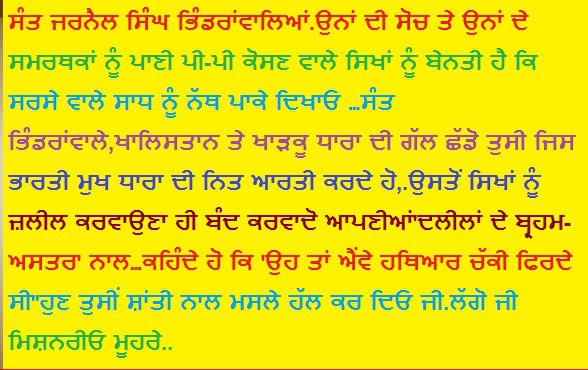 ਸੰਤ ਜਰਨੈਲ ਸਿੰਘ ਭਿੰਡਰਾਂਵਾਲਿਆਂ.ਉਨਾਂ ਦੀ ਸੋਚ ਤੇ ਉਨਾਂ ਦੇ
ਸਮਰਥਕਾਂ ਨੂੰ ਪਾਣੀ ਪੀ-ਪੀ ਕੋਸਣ ਵਾਲੇ ਸਿਖਾਂ ਨੂੰ ਬੇਨਤੀ ਹੈ ਕਿ
ਸਰਸੇ ਵਾਲੇ ਸਾਧ ਨੂੰ ਨੱਥ ਪਾਕੇ ਦਿਖਾਓ ...ਸੰਤ
ਭਿੰਡਰਾਂਵਾਲੇ,ਖਾਲਿਸਤਾਨ ਤੇ ਖਾੜਕੂ ਧਾਰਾ ਦੀ ਗੱਲ ਛੱਡੋ ਤੁਸੀ ਜਿਸ
ਭਾਰਤੀ ਮੁਖ ਧਾਰਾ ਦੀ ਨਿਤ ਆਰਤੀ ਕਰਦੇ ਹੋ,.ਉਸਤੋਂ ਸਿਖਾਂ ਨੂੰ
ਜ਼ਲੀਲ ਕਰਵਾਉਣਾ ਹੀ ਬੰਦ ਕਰਵਾਦੋ ਆਪਣੀਆਂਦਲੀਲਾਂ ਦੇ ਬ੍ਰਹਮ-
ਅਸਤਰਾ ਨਾਲ...ਕਹਿੰਦੇ ਹੋ ਕਿ 'ਉਹ ਤਾਂ ਐਂਵੇ ਹਥਿਆਰ ਚੱਕੀ ਫਿਰਦੇ
ਸੀ"ਹੁਣ ਤੁਸੀਂ ਸ਼ਾਂਤੀ ਨਾਲ ਮਸਲੇ ਹੱਲ ਕਰ ਦਿਓ ਜੀ.ਲੱਗੋ ਜੀ
ਮਿਸ਼ਨਰੀਓ ਮੂਹਰੇ..